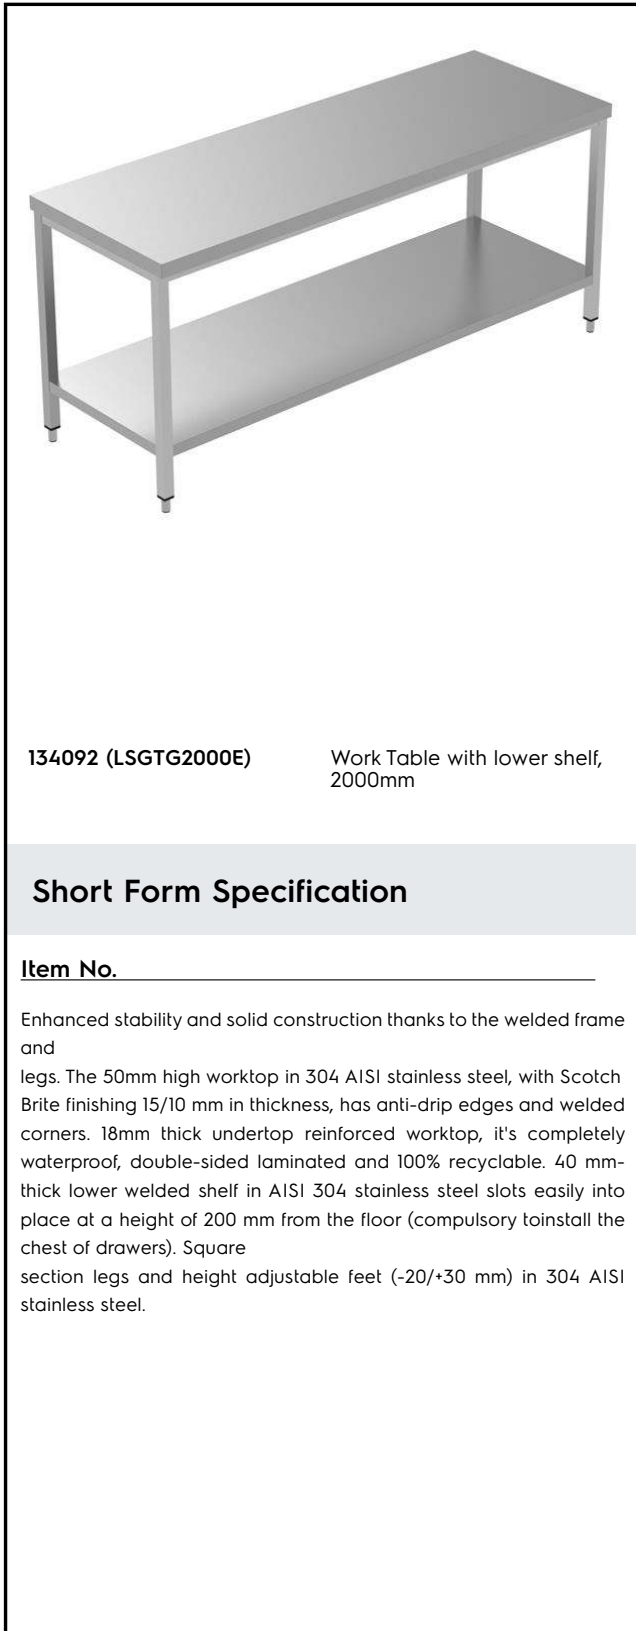 134092 (LSGTG2000E)
Work Table with lower shelf,
2000mm
Short Form Specification
Item No.
Enhanced stability and solid construction thanks to the welded frame
and
legs. The 50mm high worktop in 304 AISI stainless steel, with Scotch
Brite finishing 15/10 mm in thickness, has anti-drip edges and welded
corners. 18mm thick undertop reinforced worktop, it's completely
waterproof, double-sided laminated and 100% recyclable. 40 mm-
thick lower welded shelf in AISI 304 stainless steel slots easily into
place at a height of 200 mm from the floor (compulsory toinstall the
chest of drawers). Square
section legs and height adjustable feet (-20/+30 mm) in 304 AISI
stainless steel.